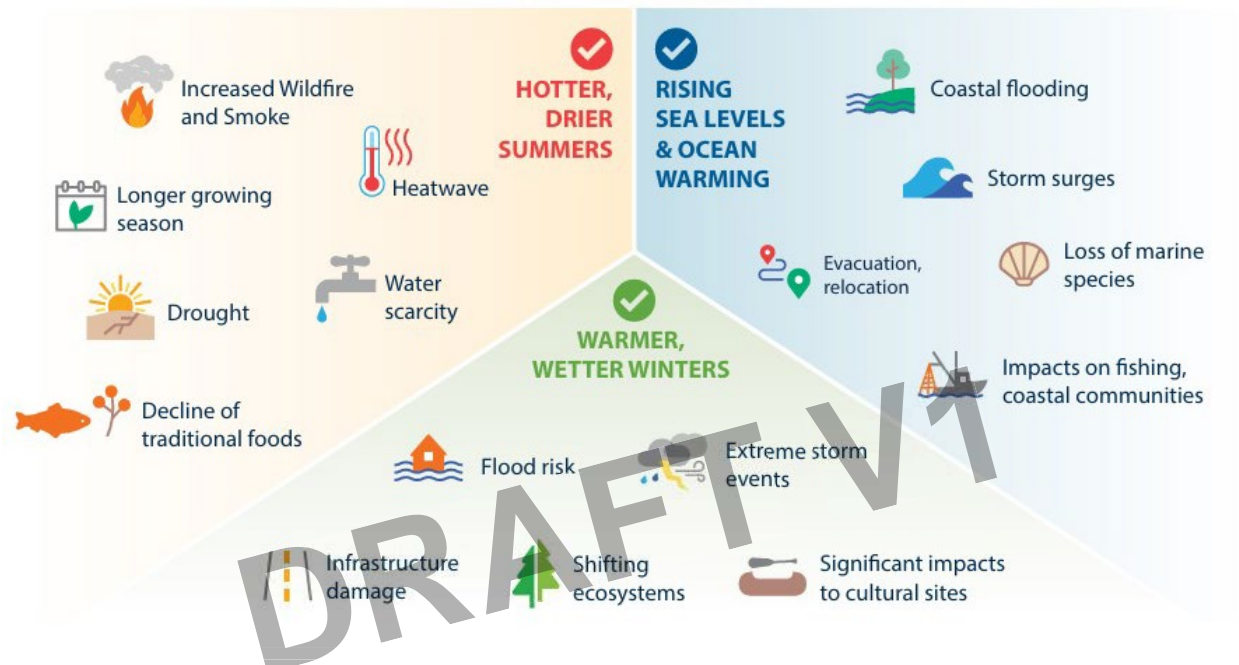 HOTTER,
DRIER
SUMMERS
Increased Wildfire
and Smoke
Heatwave
Longer growing
season
Water
scarcity
Drought
Decline of
traditional foods
RISING
SEA LEVELS
& OCEAN
WARMING
Coastal flooding
Storm surges
Loss of marine
species
Evacuation,
relocation
Impacts on fishing,
coastal communities
WARMER,
WETTER WINTERS
Flood risk
Extreme storm
events
Infrastructure
damage
Shifting
ecosystems
Significant impacts
to cultural sites
DRAFT V1